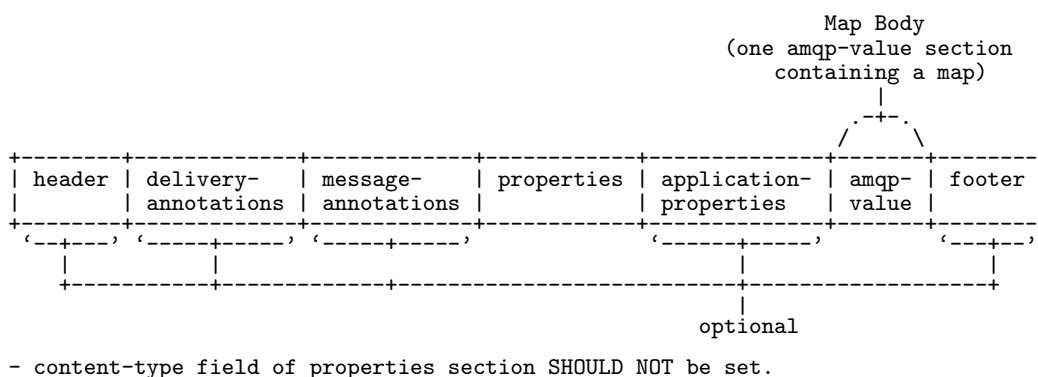 Map Body
(one amqp-value section
containing a map)
|
.-+-.
/     \
+--------+-------------+-------------+------------+--------------+-------+--------
| header | delivery-   | message-    | properties | application- | amqp- | footer
|        | annotations | annotations |            | properties   | value |
+--------+-------------+-------------+------------+--------------+-------+--------
‘--+---’ ‘-----+-----’ ‘-----+-----’              ‘------+------’         ‘---+--’
|           |                                        |                   |
+-----------+-------------+--------------------------+-------------------+
|
optional
- content-type field of properties section SHOULD NOT be set.